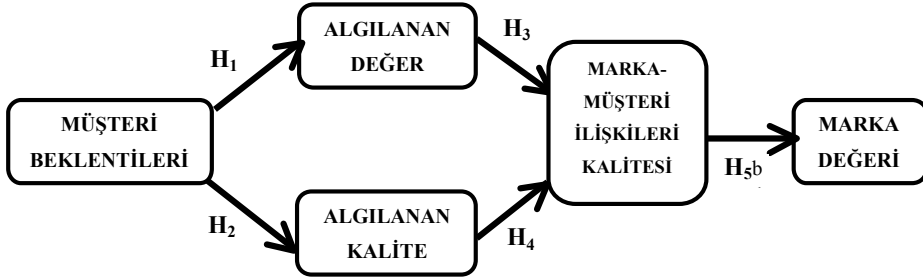 ALGILANAN
DEĞER
H1
H3
MÜŞTERİ
BEKLENTİLERİ
MARKA-
MÜŞTERİ
İLİŞKİLERİ
KALİTESİ
MARKA
DEĞERİ
H5b
H2
ALGILANAN
KALİTE
H4